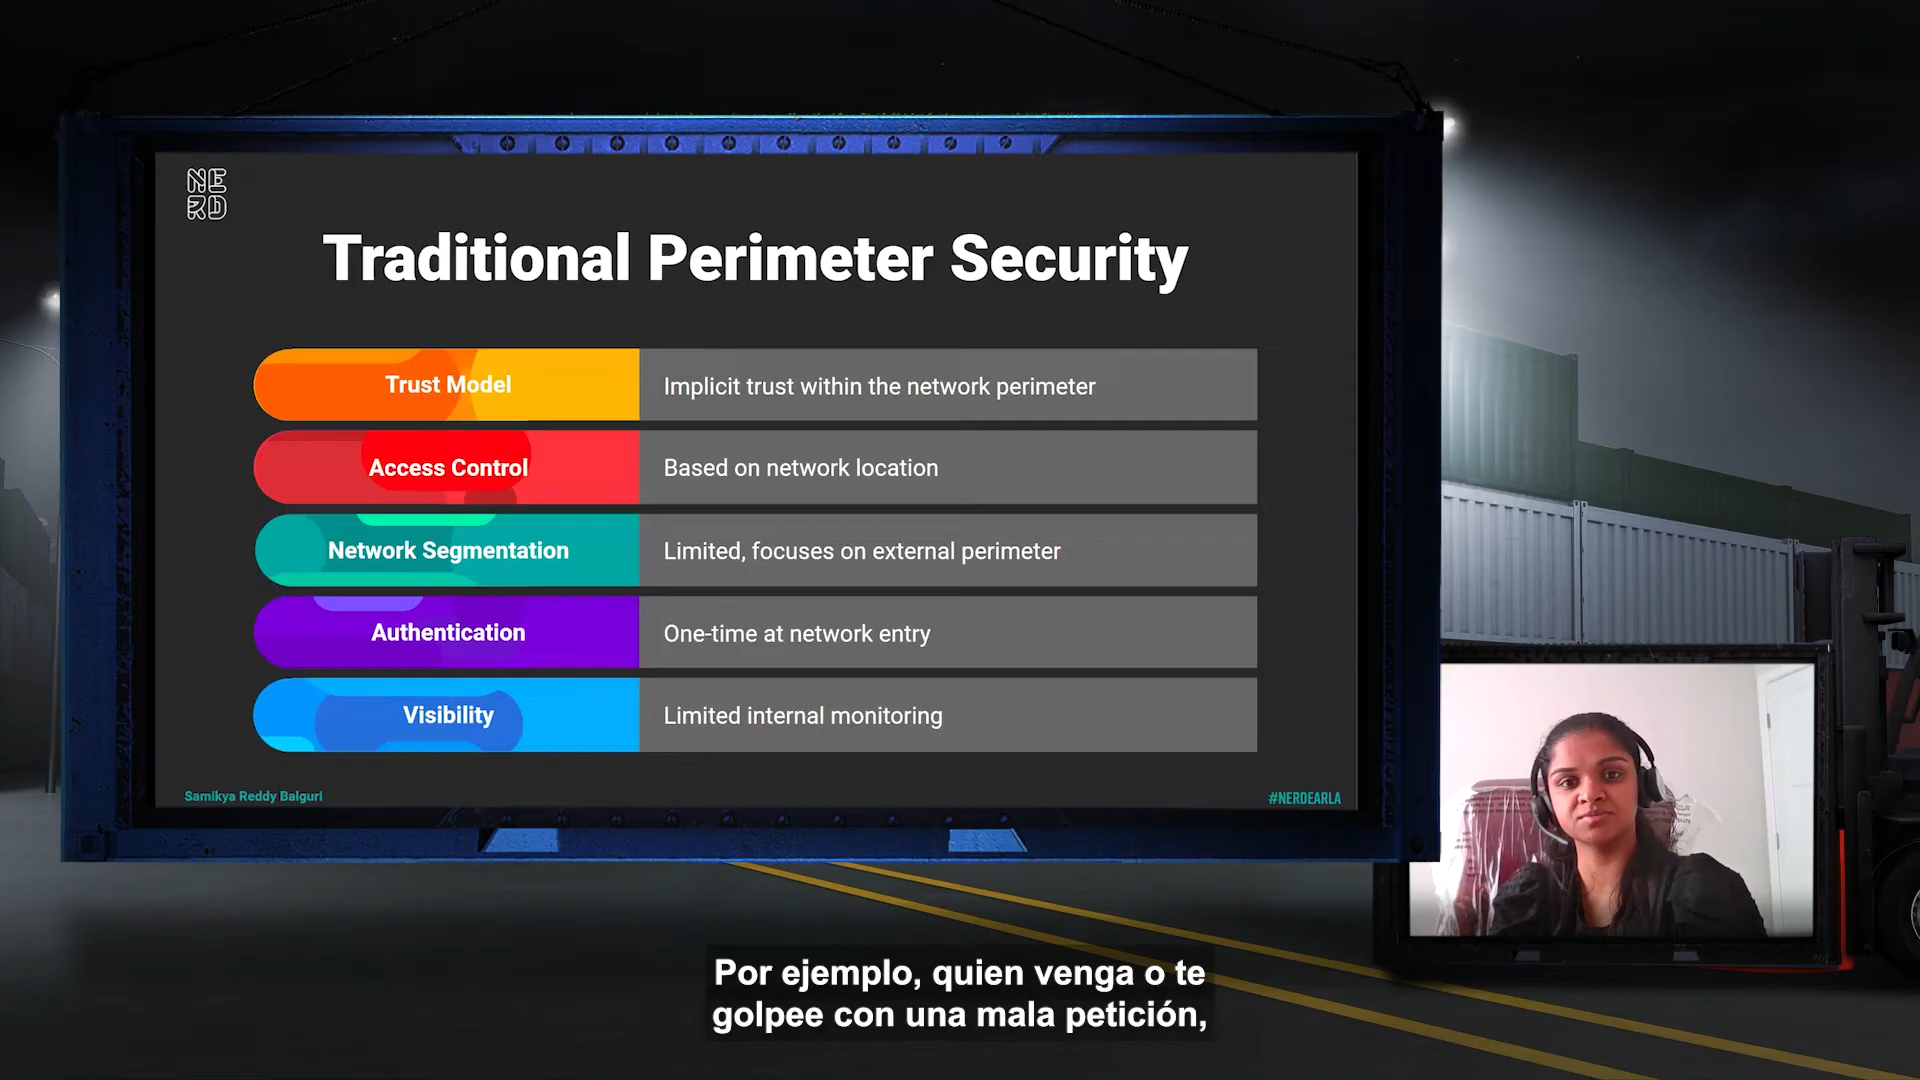 NE
RD
Traditional Perimeter Security
Trust Model
Implicit trust within the network perimeter
Access Control
Based on network location
Network Segmentation
Limited, focuses on external perimeter
Authentication
One-time at network entry
Visibility
Limited internal monitoring
Samikya Reddy Balguri
#NERDEARLA
Por ejemplo, quien venga o te
golpee con una mala petición,